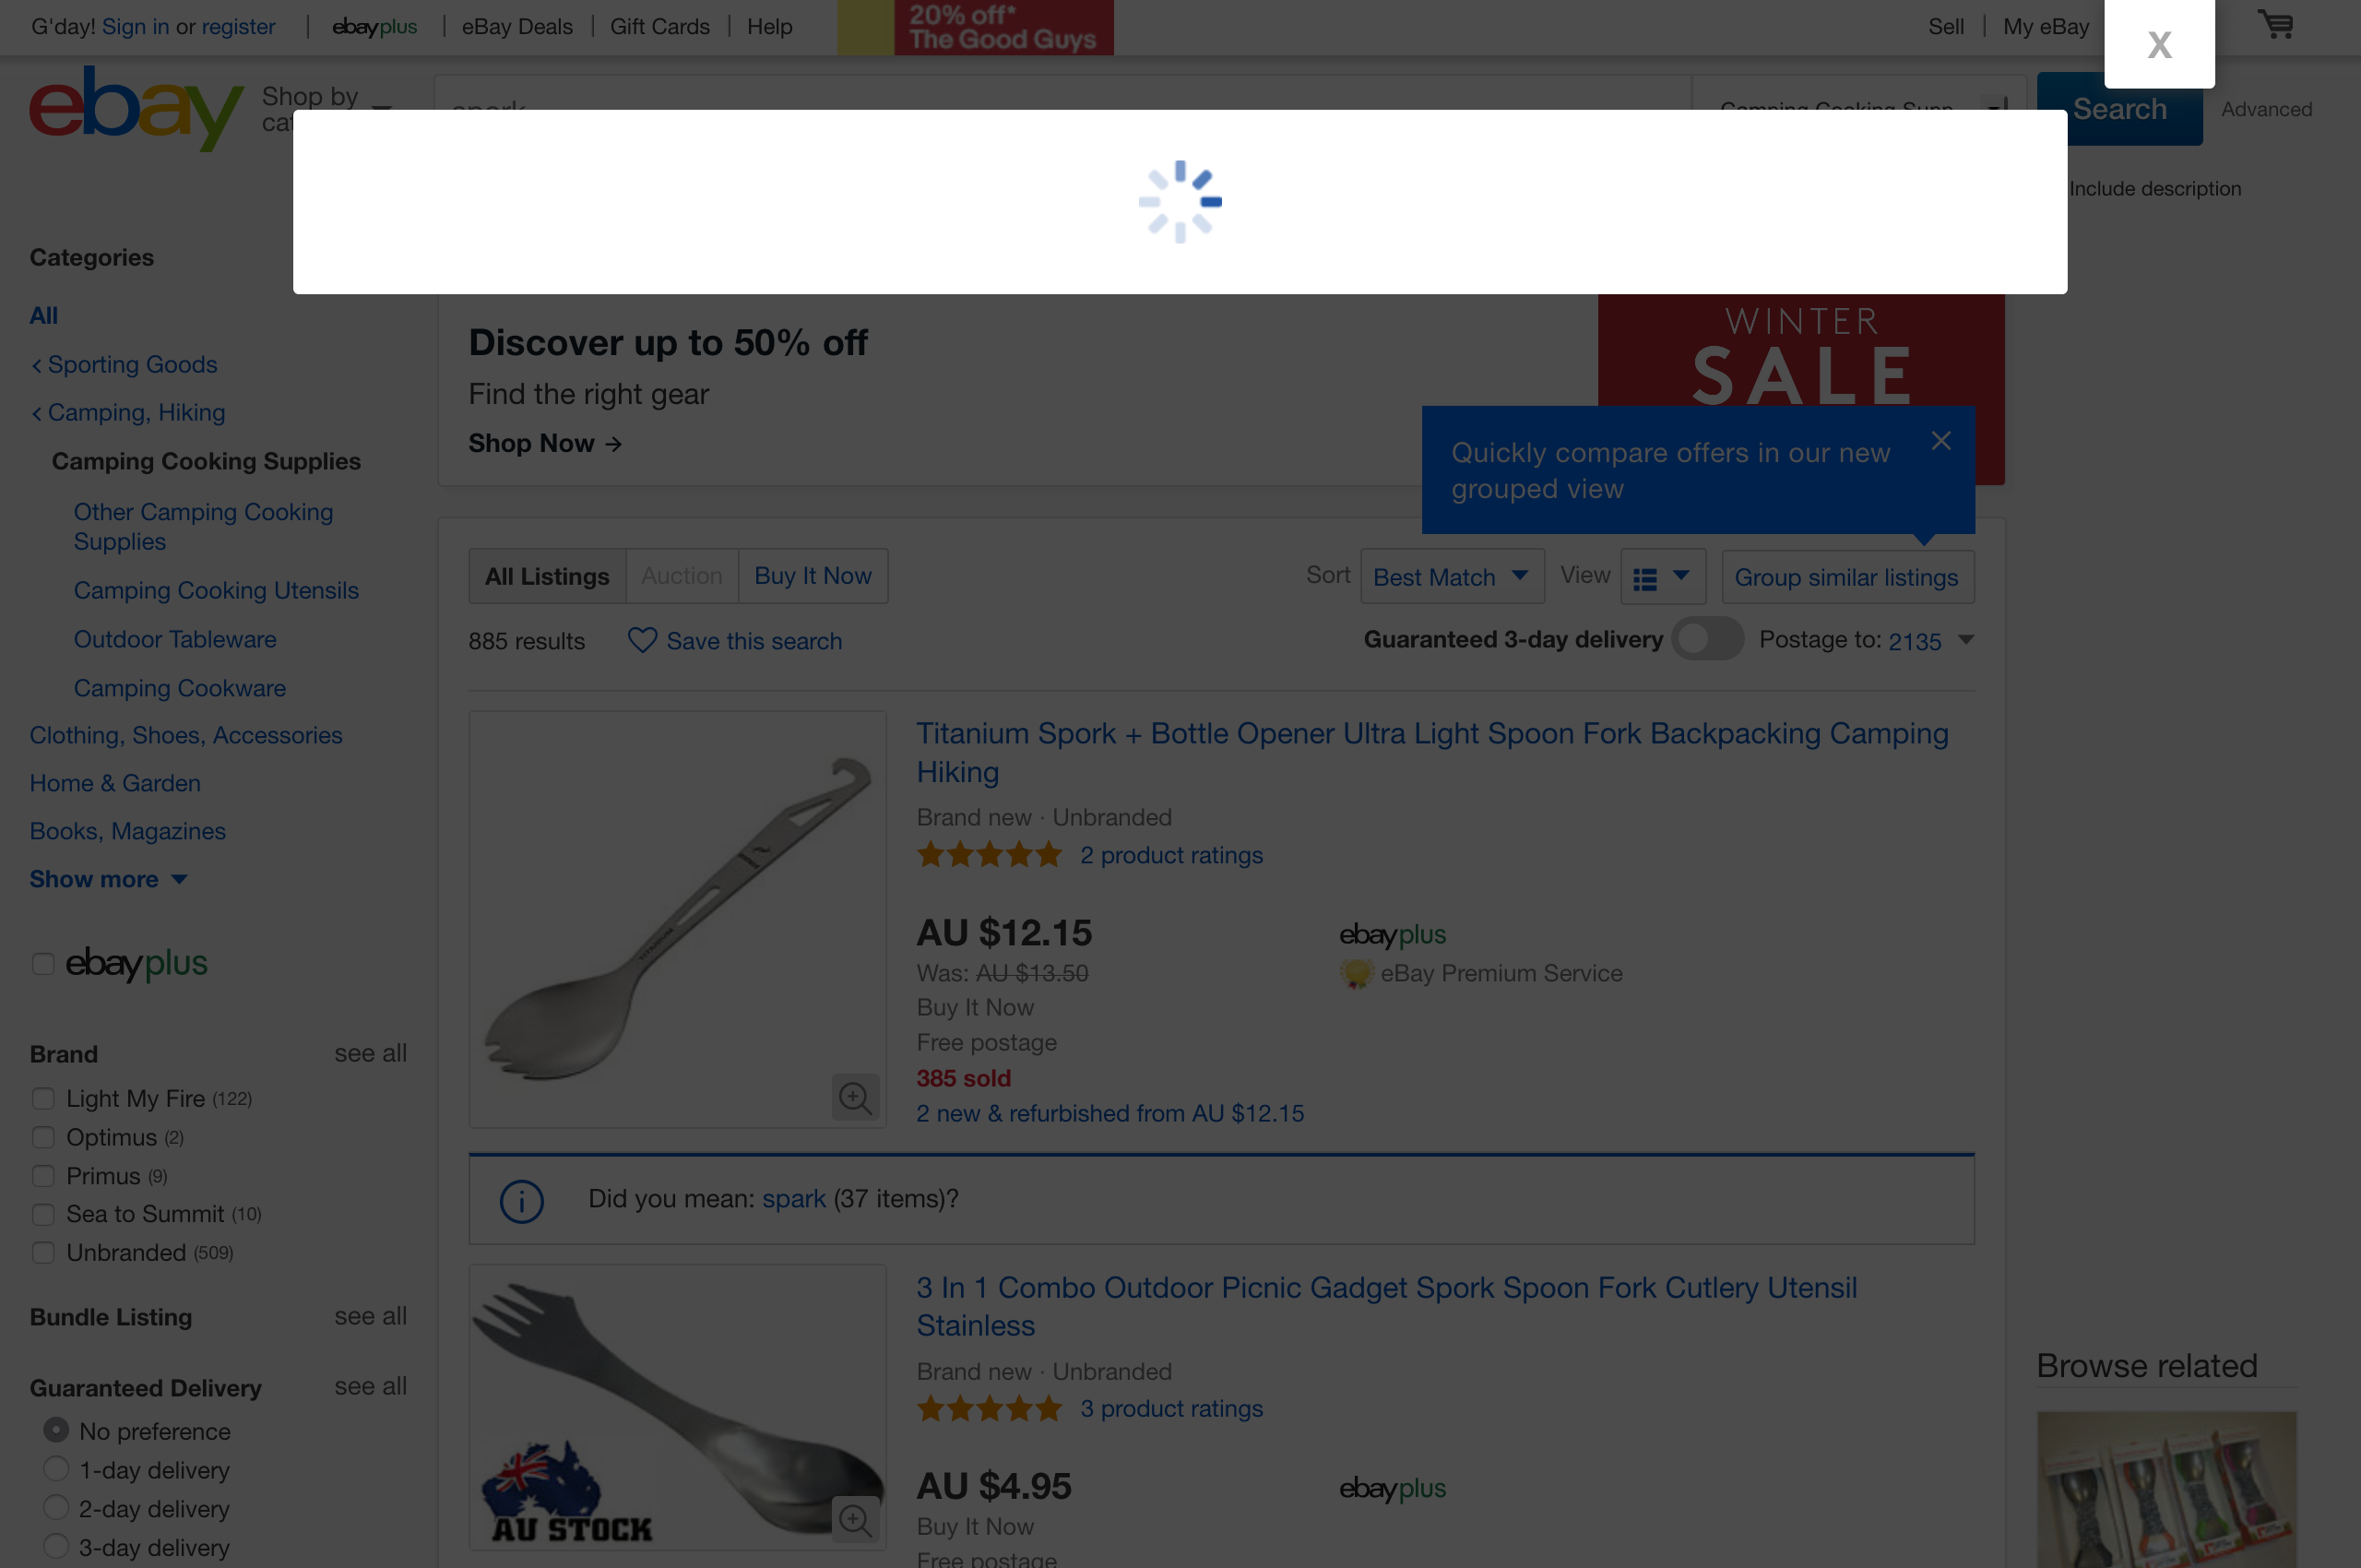 G'day! Sign in or register | ebayplus | eBay Deals | Gift Cards | Help
20% off*
The Good Guys
Sell | My eBay
X
ebay
Shop by
Search
Advanced
Include description
Categories
All
< Sporting Goods
< Camping, Hiking
Camping Cooking Supplies
Other Camping Cooking
Supplies
Camping Cooking Utensils
Outdoor Tableware
Camping Cookware
Clothing, Shoes, Accessories
Home & Garden
Books, Magazines
Show more
ebayplus
Brand see all
Light My Fire (122)
Optimus (2)
Primus (9)
Sea to Summit (10)
Unbranded (509)
Bundle Listing see all
Guaranteed Delivery see all
No preference
1-day delivery
2-day delivery
3-day delivery
Discover up to 50% off
Find the right gear
Shop Now →
WINTER
SALE
Quickly compare offers in our new
grouped view
All Listings Auction Buy It Now
Sort Best Match View Group similar listings
885 results Save this search
Guaranteed 3-day delivery Postage to: 2135
Titanium Spork + Bottle Opener Ultra Light Spoon Fork Backpacking Camping
Hiking
Brand new · Unbranded
2 product ratings
AU $12.15
ebayplus
Was: AU $13.50
eBay Premium Service
Buy It Now
Free postage
385 sold
2 new & refurbished from AU $12.15
Did you mean: spark (37 items)?
3 In 1 Combo Outdoor Picnic Gadget Spork Spoon Fork Cutlery Utensil
Stainless
Brand new · Unbranded
3 product ratings
AU $4.95
ebayplus
Buy It Now
Free postage
AU STOCK
Browse related